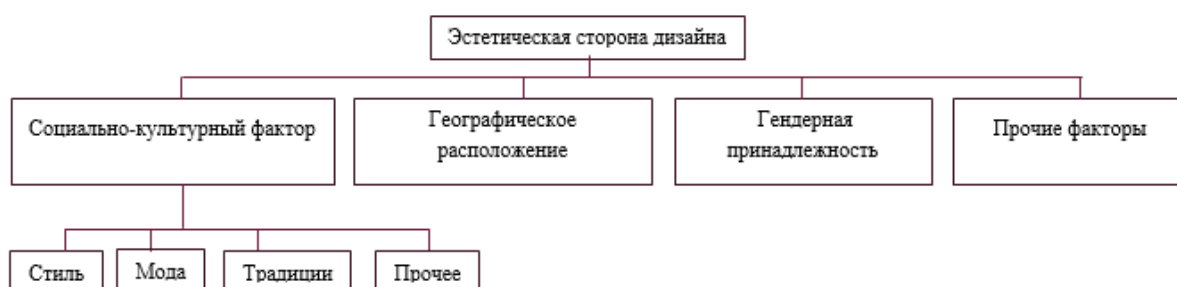 Эстетическая сторона дизайна
Социально-культурный фактор
Географическое
расположение
Гендерная
принадлежность
Прочие факторы
Стиль
Мода
Традиции
Прочее